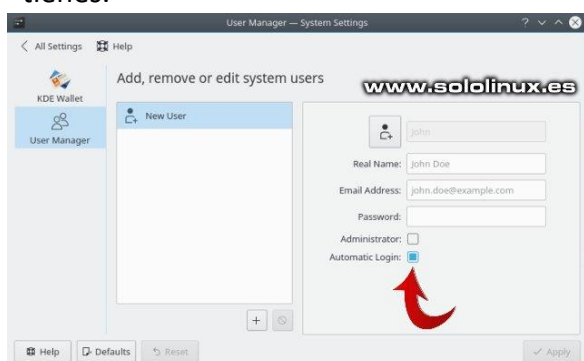 tienes.
User Manager — System Settings
All Settings Help
Add, remove or edit system users
www.sololinux.es
KDE Wallet
User Manager
New User
john
Real Name: John Doe
Email Address: john.doe@example.com
Password:
Administrator:
Automatic Login:
Help Defaults Reset Apply